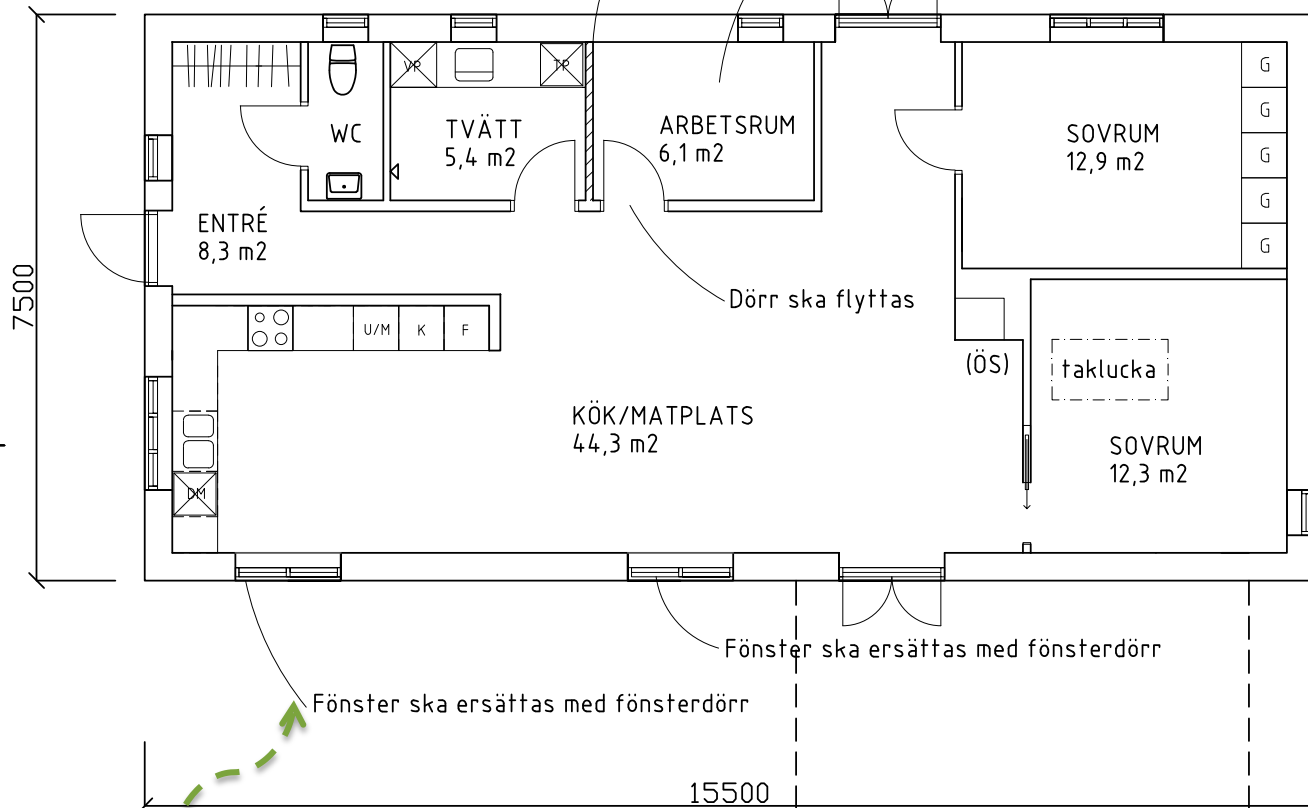 VP
TP
G
G
G
G
G
WC
TVÄTT
5,4 m2
ARBETSRUM
6,1 m2
SOVRUM
12,9 m2
ENTRÉ
8,3 m2
7500
Dörr ska flyttas
U/M
K
F
(ÖS)
taklucka
KÖK/MATPLATS
44,3 m2
SOVRUM
12,3 m2
DM
Fönster ska ersättas med fönsterdörr
Fönster ska ersättas med fönsterdörr
15500